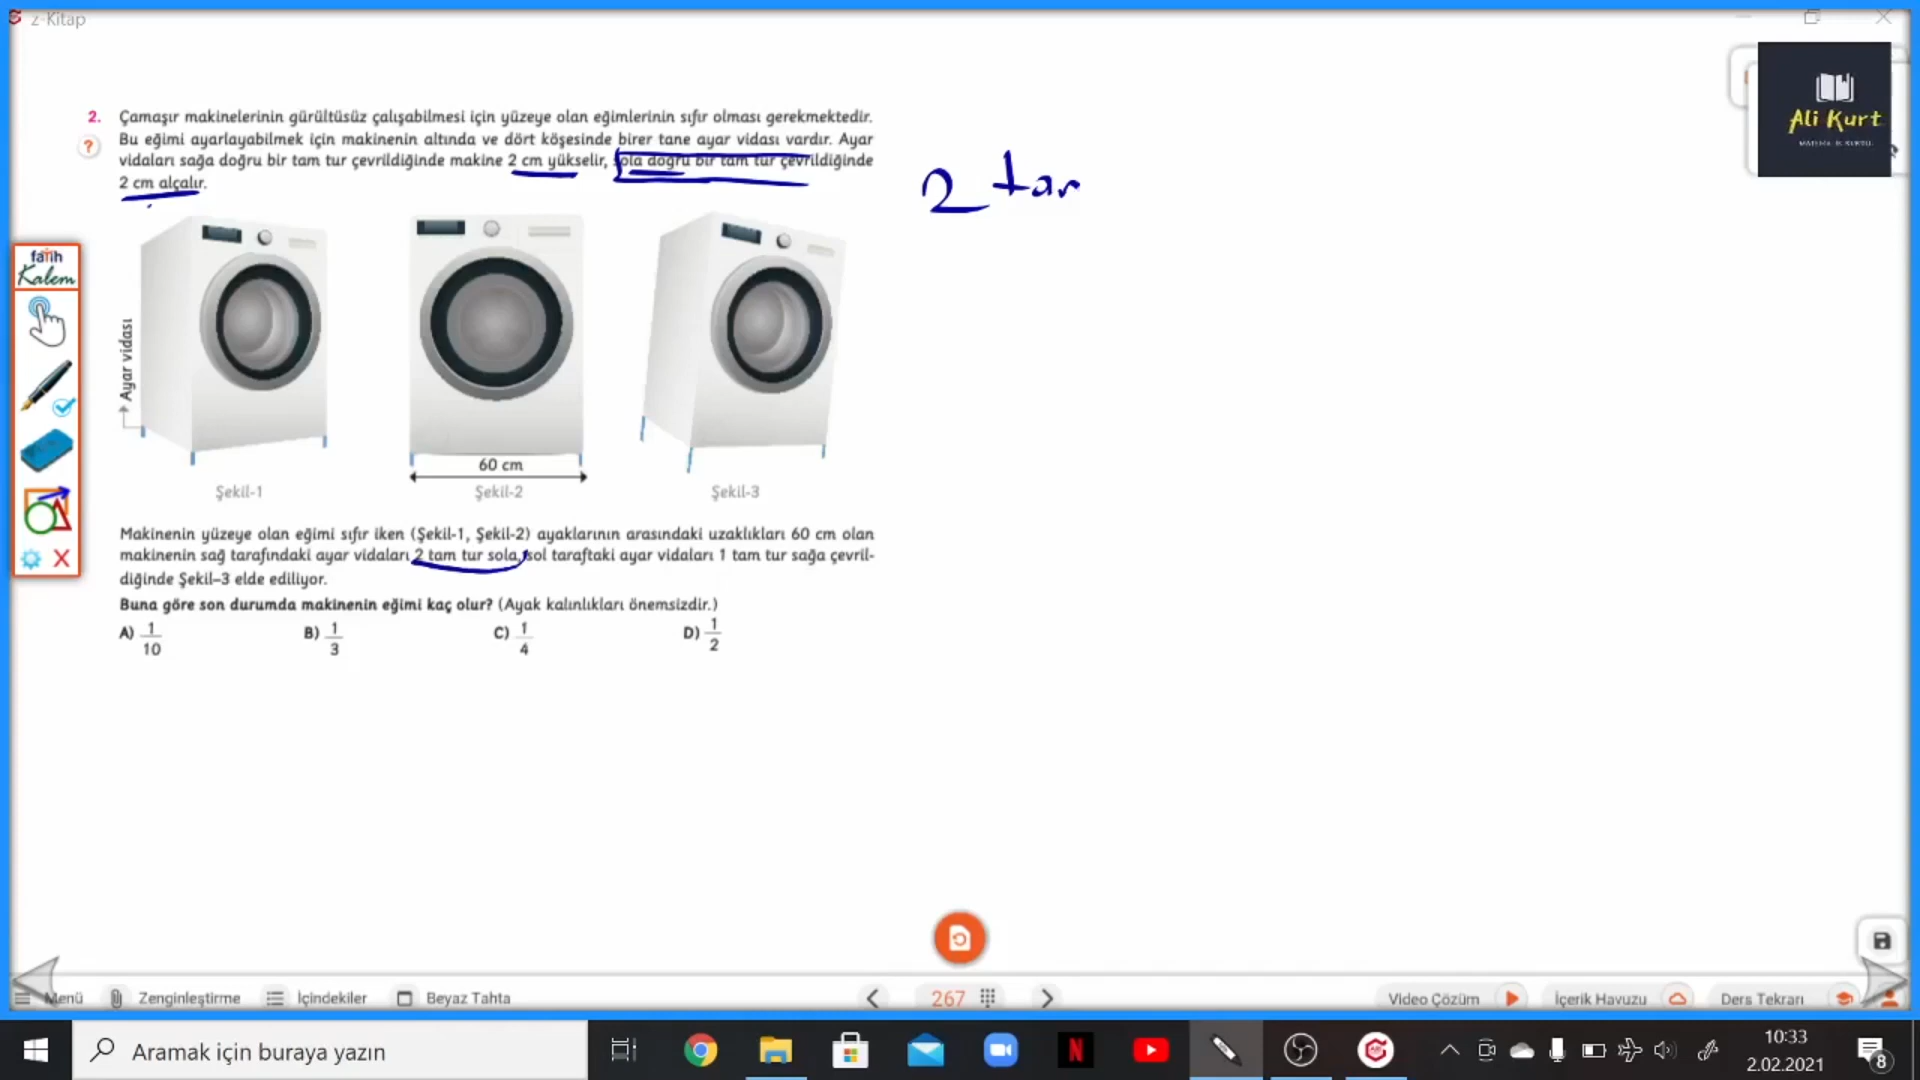 z-Kitap
Ali Kurt
2. Çamaşır makinelerinin gürültüsüz çalışabilmesi için yüzeye olan eğimlerinin sıfır olması gerekmektedir.
? Bu eğimi ayarlayabilmek için makinenin altında ve dört köşesinde birer tane ayar vidası vardır. Ayar
vidaları sağa doğru bir tam tur çevrildiğinde makine 2 cm yükselir, sola doğru bir tam tur çevrildiğinde
2 cm alçalır.
2 tam
fatih
Kalem
Ayar vidası
60 cm
Şekil-1
Şekil-2
Şekil-3
Makinenin yüzeye olan eğimi sıfır iken (Şekil-1, Şekil-2) ayaklarının arasındaki uzaklıkları 60 cm olan
makinenin sağ tarafındaki ayar vidaları 2 tam tur sola, sol taraftaki ayar vidaları 1 tam tur sağa çevril-
diğinde Şekil-3 elde ediliyor.
Buna göre son durumda makinenin eğimi kaç olur? (Ayak kalınlıkları önemsizdir.)
A) 1/10 B) 1/3 C) 1/4 D) 1/2
Menü Zenginleştirme İçindekiler Beyaz Tahta 267 Video Çözüm İçerik Havuzu Ders Tekrarı
Aramak için buraya yazın
10:33
2.02.2021
8